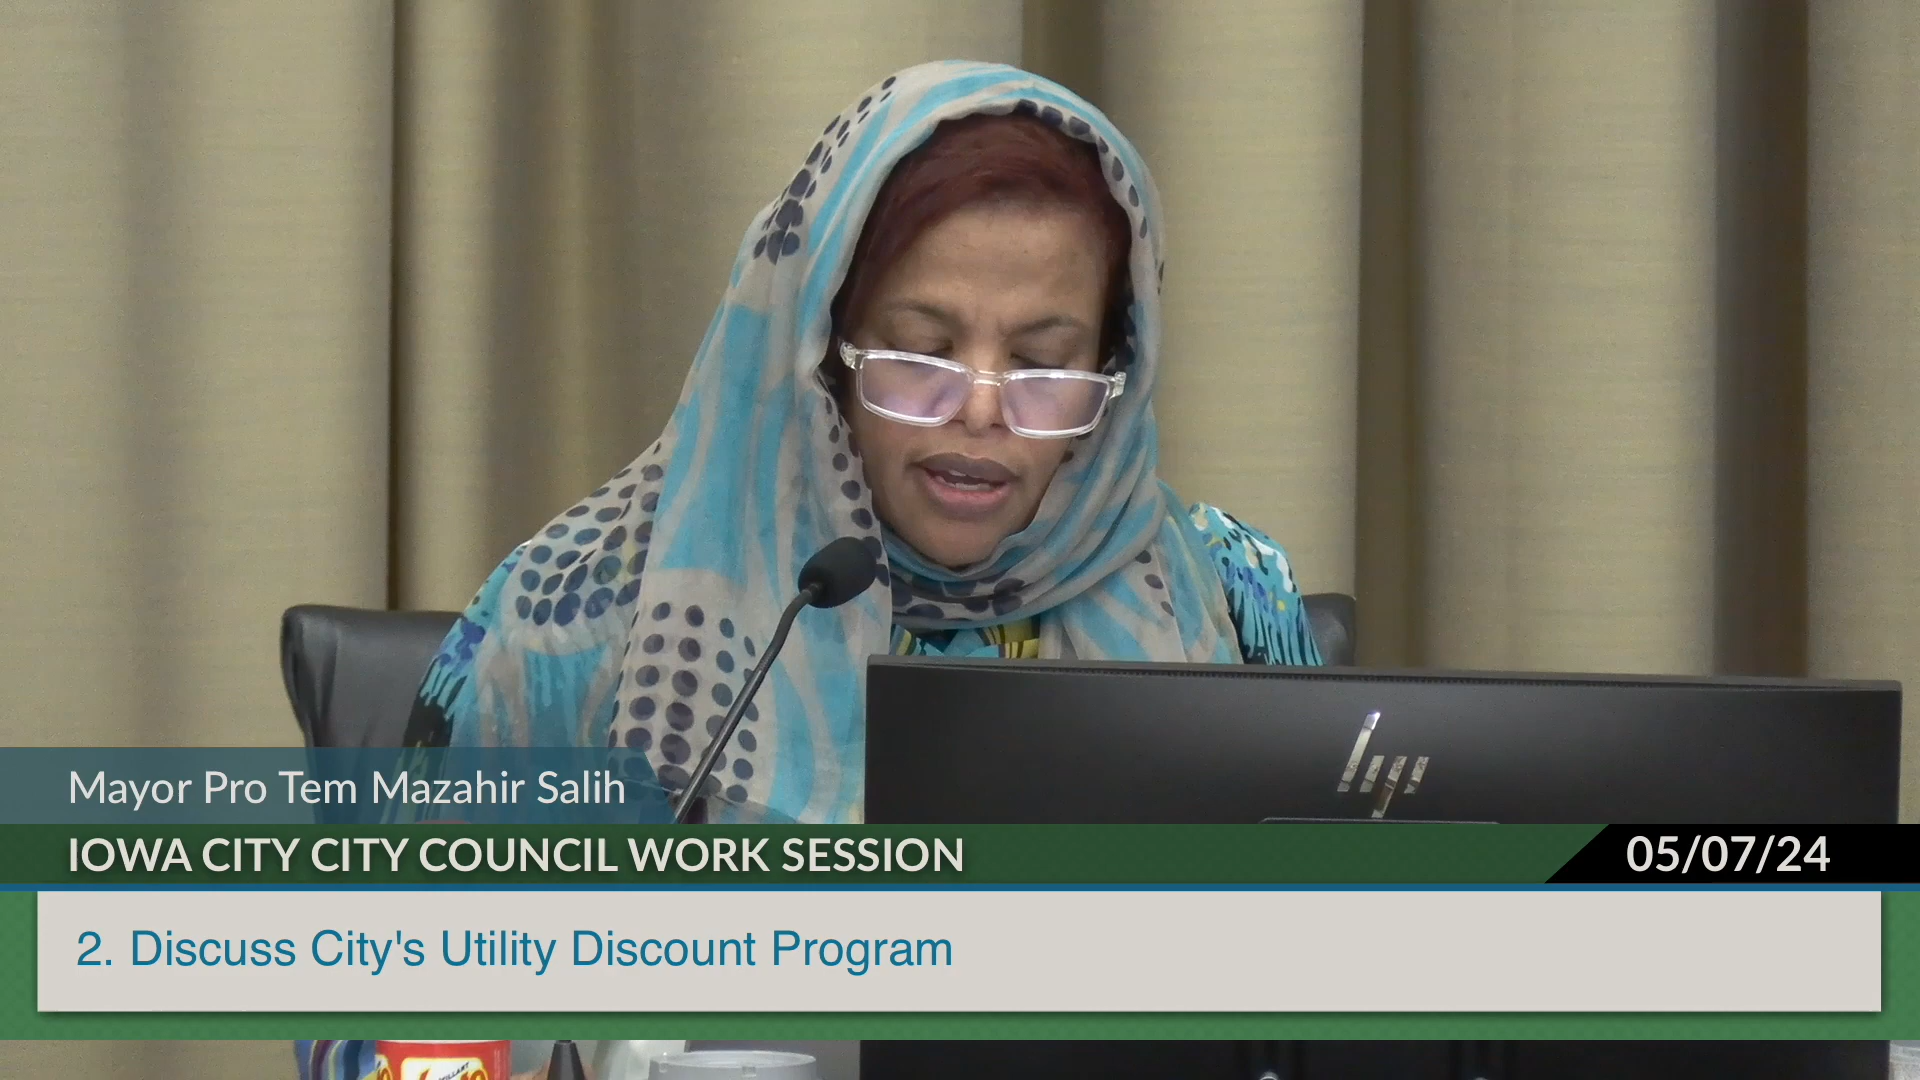 Mayor Pro Tem Mazahir Salih
IOWA CITY CITY COUNCIL WORK SESSION
05/07/24
2. Discuss City's Utility Discount Program
hp